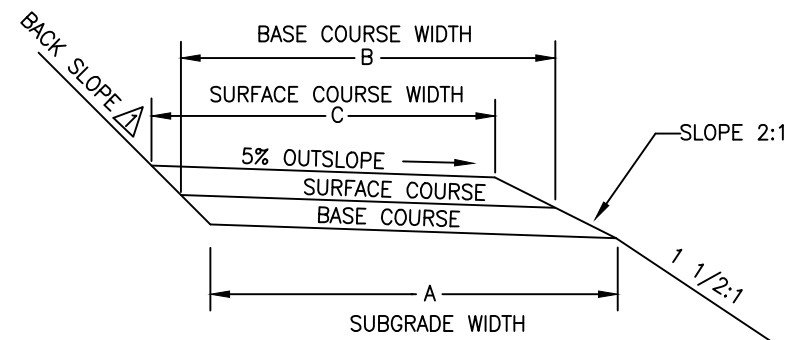 BACK SLOPE 1
BASE COURSE WIDTH
B
SURFACE COURSE WIDTH
C
SLOPE 2:1
5% OUTSLOPE
SURFACE COURSE
BASE COURSE
1 1/2:1
A
SUBGRADE WIDTH